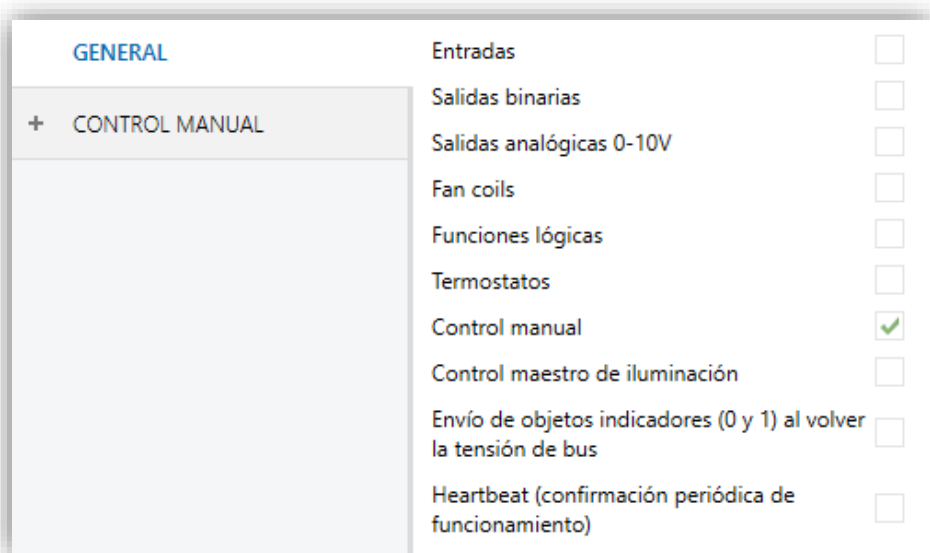 GENERAL
+ CONTROL MANUAL
Entradas
Salidas binarias
Salidas analógicas 0-10V
Fan coils
Funciones lógicas
Termostatos
Control manual
Control maestro de iluminación
Envío de objetos indicadores (0 y 1) al volver
la tensión de bus
Heartbeat (confirmación periódica de
funcionamiento)